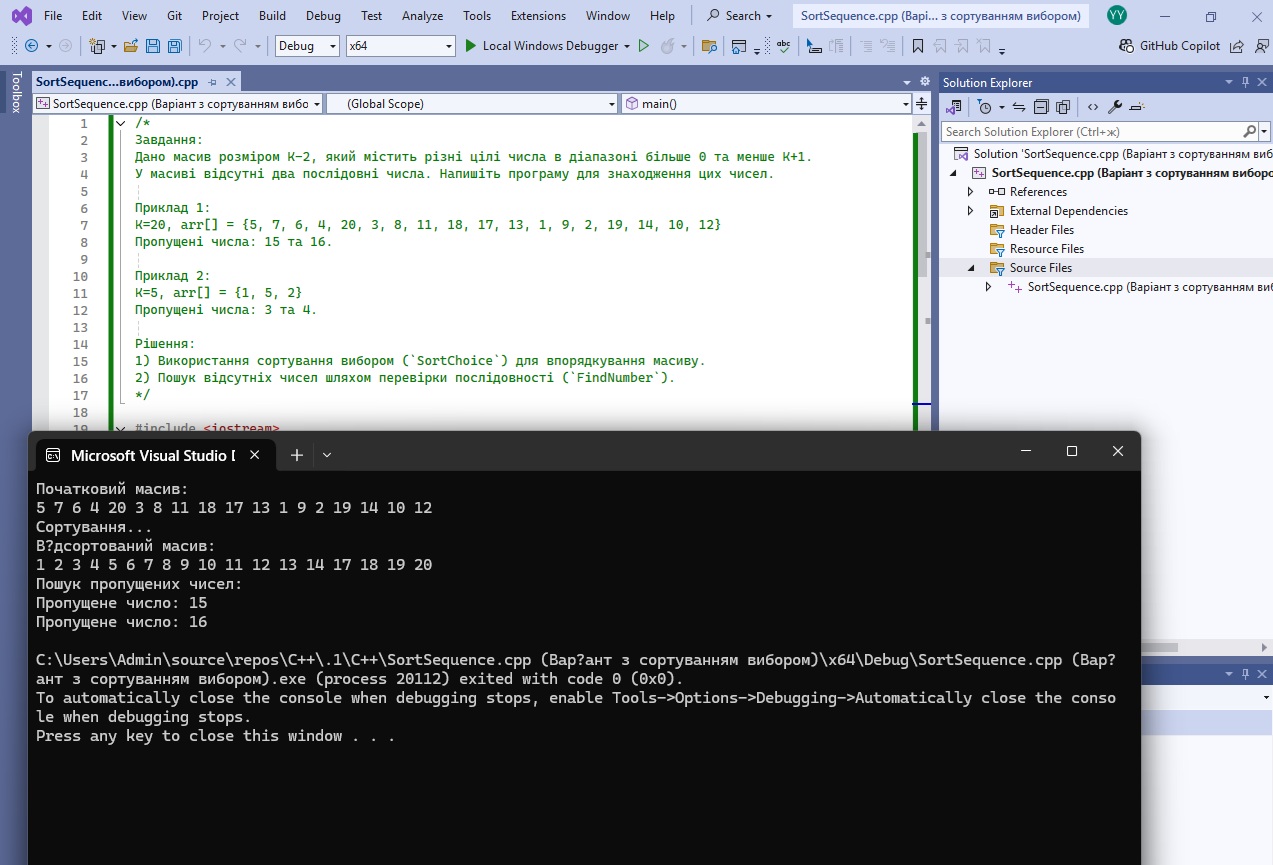 File Edit View Git Project Build Debug Test Analyze Tools Extensions Window Help Search SortSequence.cpp (Варі... з сортуванням вибором) YY
Debug x64 Local Windows Debugger GitHub Copilot
Toolbox
SortSequenc...вибором).cpp
SortSequence.cpp (Варіант з сортуванням вибо (Global Scope) main()
1 /*
2 Завдання:
3 Дано масив розміром K-2, який містить різні цілі числа в діапазоні більше 0 та менше K+1.
4 У масиві відсутні два послідовні числа. Напишіть програму для знаходження цих чисел.
5
6 Приклад 1:
7 K=20, arr[] = {5, 7, 6, 4, 20, 3, 8, 11, 18, 17, 13, 1, 9, 2, 19, 14, 10, 12}
8 Пропущені числа: 15 та 16.
9
10 Приклад 2:
11 K=5, arr[] = {1, 5, 2}
12 Пропущені числа: 3 та 4.
13
14 Рішення:
15 1) Використання сортування вибором (`SortChoice`) для впорядкування масиву.
16 2) Пошук відсутніх чисел шляхом перевірки послідовності (`FindNumber`).
17 */
18
19 #include <iostream>
Solution Explorer
Search Solution Explorer (Ctrl+ж)
Solution 'SortSequence.cpp (Варіант з сортуванням виб
SortSequence.cpp (Варіант з сортуванням виборо
References
External Dependencies
Header Files
Resource Files
Source Files
SortSequence.cpp (Варіант з сортуванням виб
Microsoft Visual Studio D
Початковий масив:
5 7 6 4 20 3 8 11 18 17 13 1 9 2 19 14 10 12
Сортування...
В?дсортований масив:
1 2 3 4 5 6 7 8 9 10 11 12 13 14 17 18 19 20
Пошук пропущених чисел:
Пропущене число: 15
Пропущене число: 16
C:\Users\Admin\source\repos\C++\.1\C++\SortSequence.cpp (Вар?ант з сортуванням вибором)\x64\Debug\SortSequence.cpp (Вар?
ант з сортуванням вибором).exe (process 20112) exited with code 0 (0x0).
To automatically close the console when debugging stops, enable Tools->Options->Debugging->Automatically close the conso
le when debugging stops.
Press any key to close this window . . .